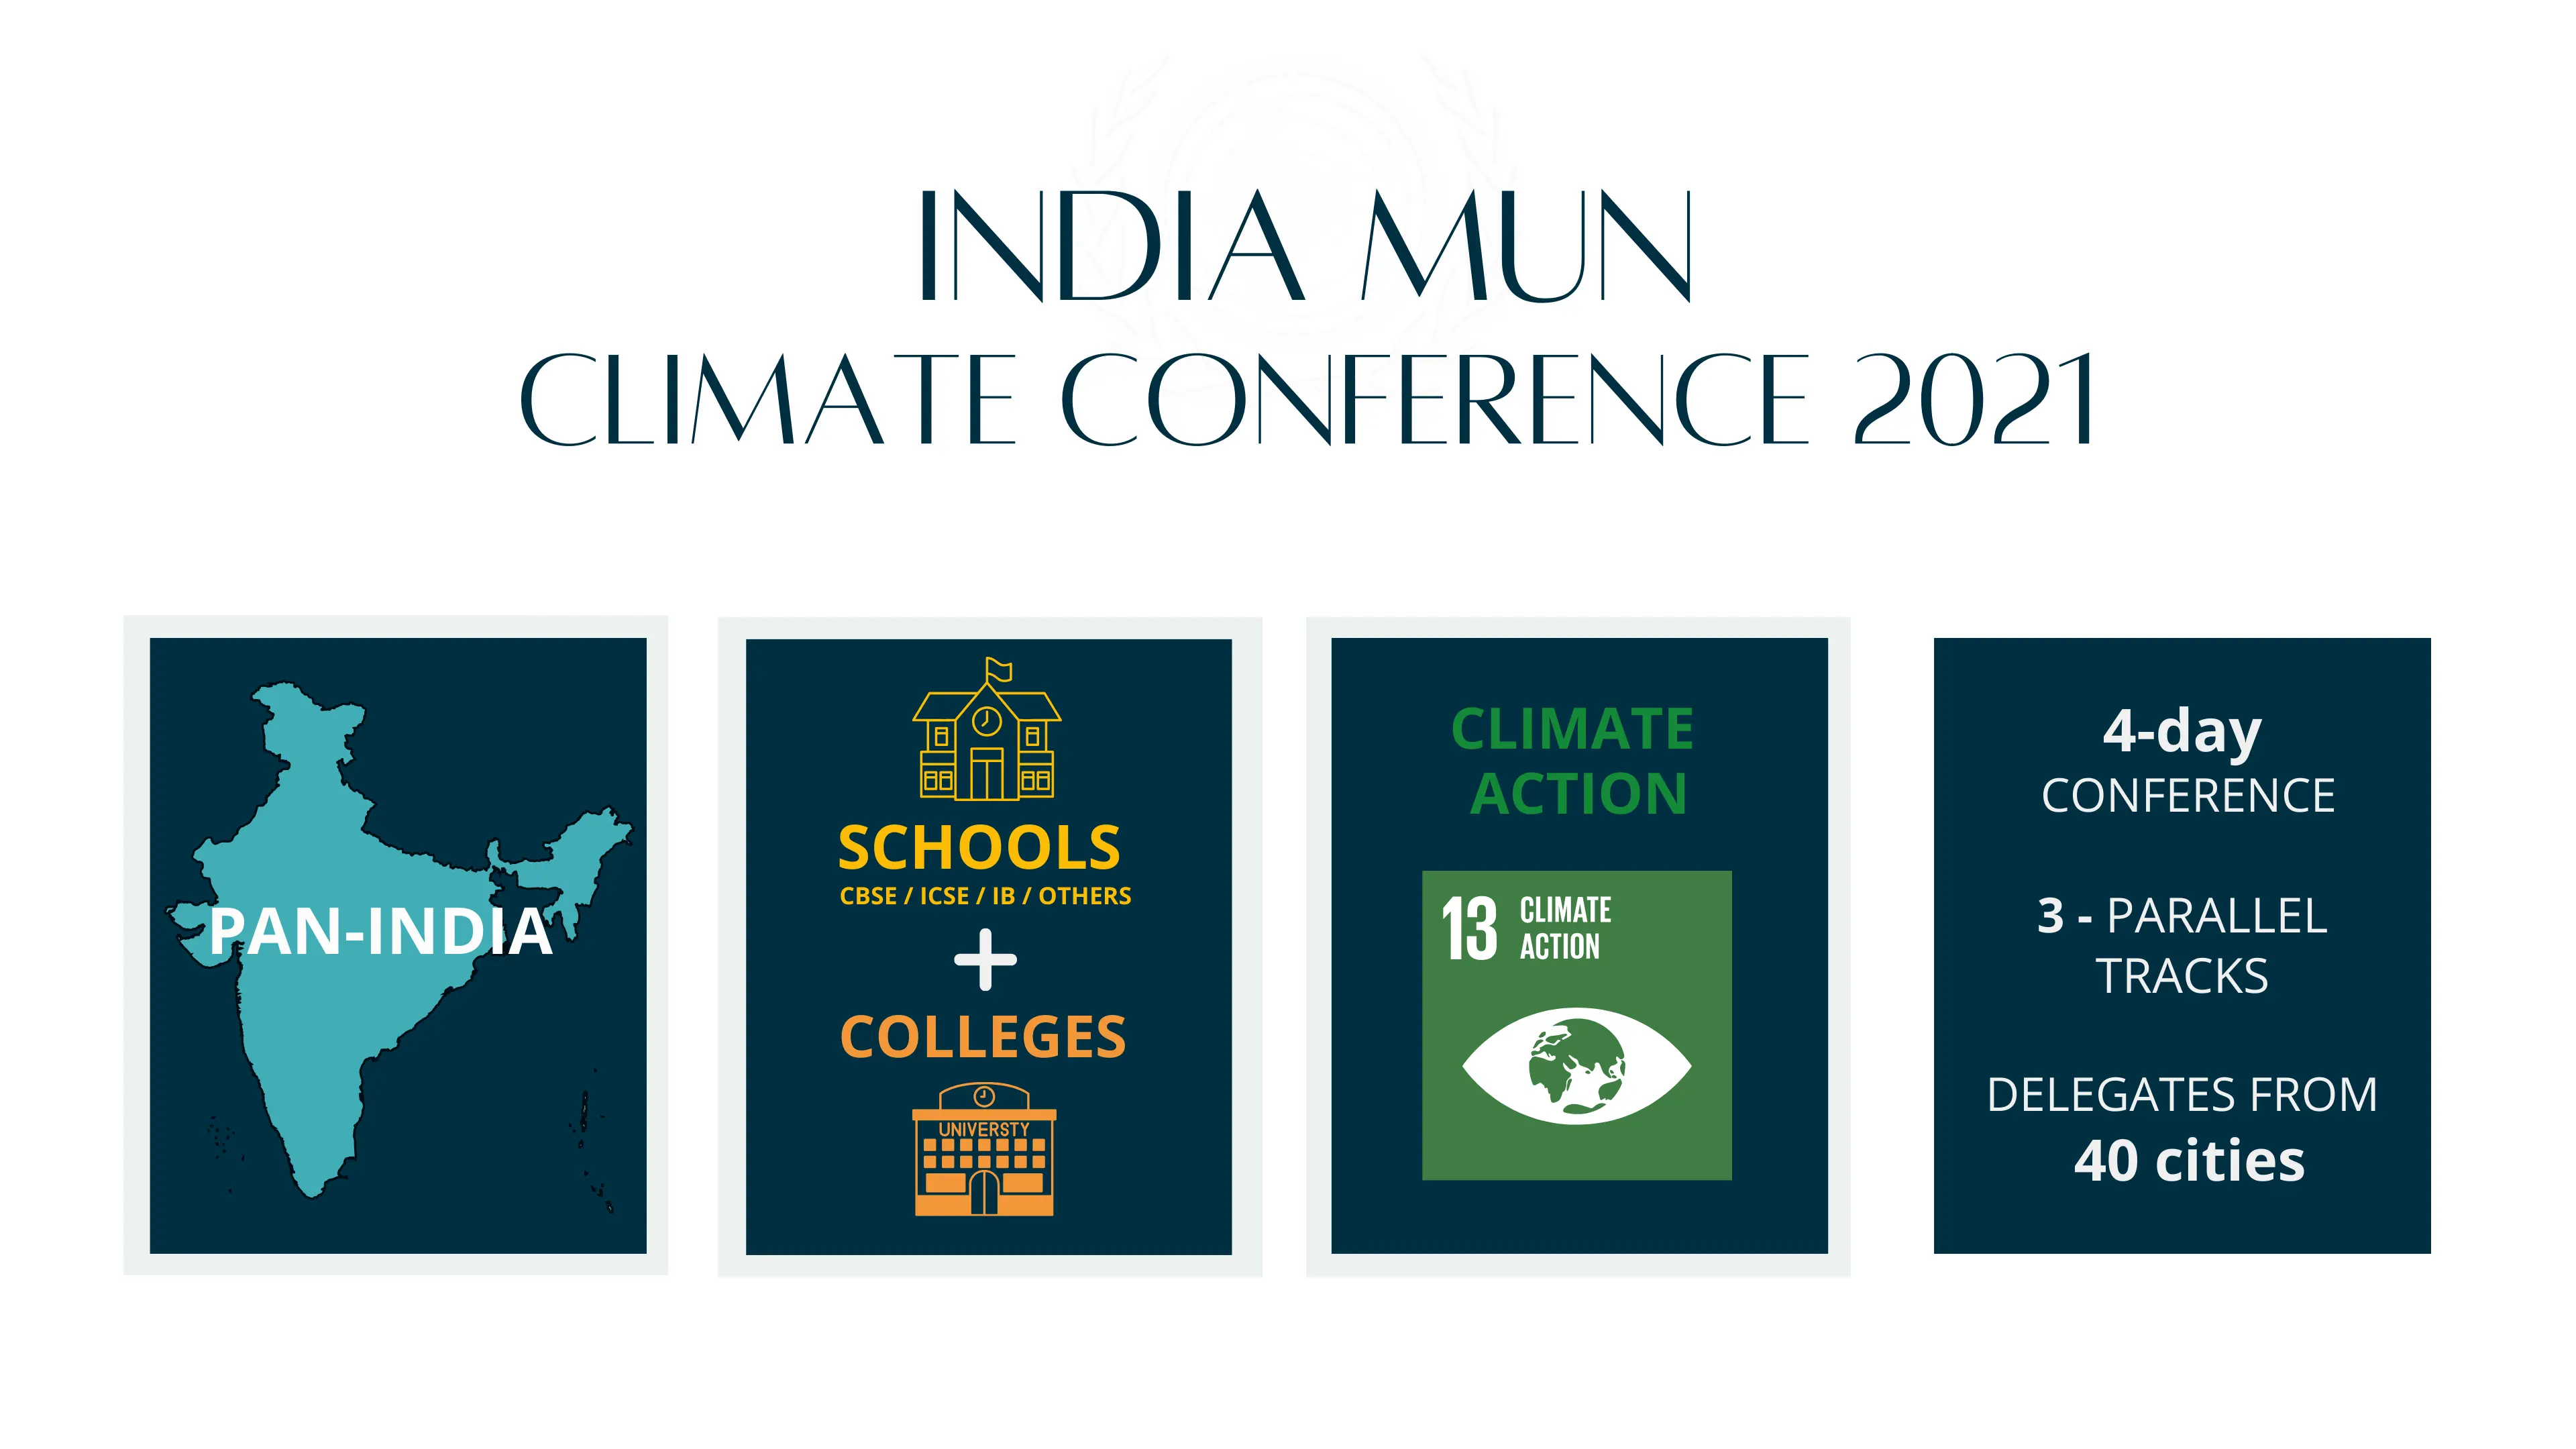 INDIA MUN
CLIMATE CONFERENCE 2021
PAN-INDIA
SCHOOLS
CBSE / ICSE / IB / OTHERS
+
COLLEGES
UNIVERSTY
CLIMATE
ACTION
13 CLIMATE
ACTION
4-day
CONFERENCE
3 - PARALLEL
TRACKS
DELEGATES FROM
40 cities